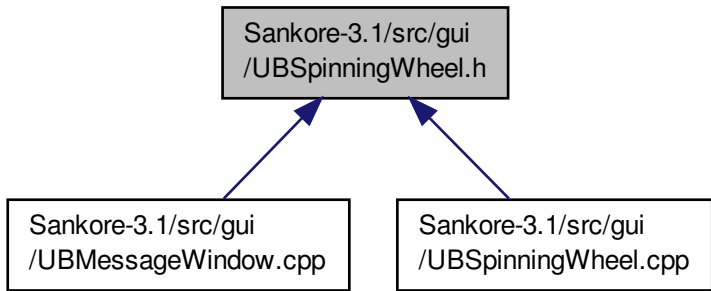 Sankore-3.1/src/gui
/UBSpinningWheel.h
Sankore-3.1/src/gui
/UBMessageWindow.cpp
Sankore-3.1/src/gui
/UBSpinningWheel.cpp